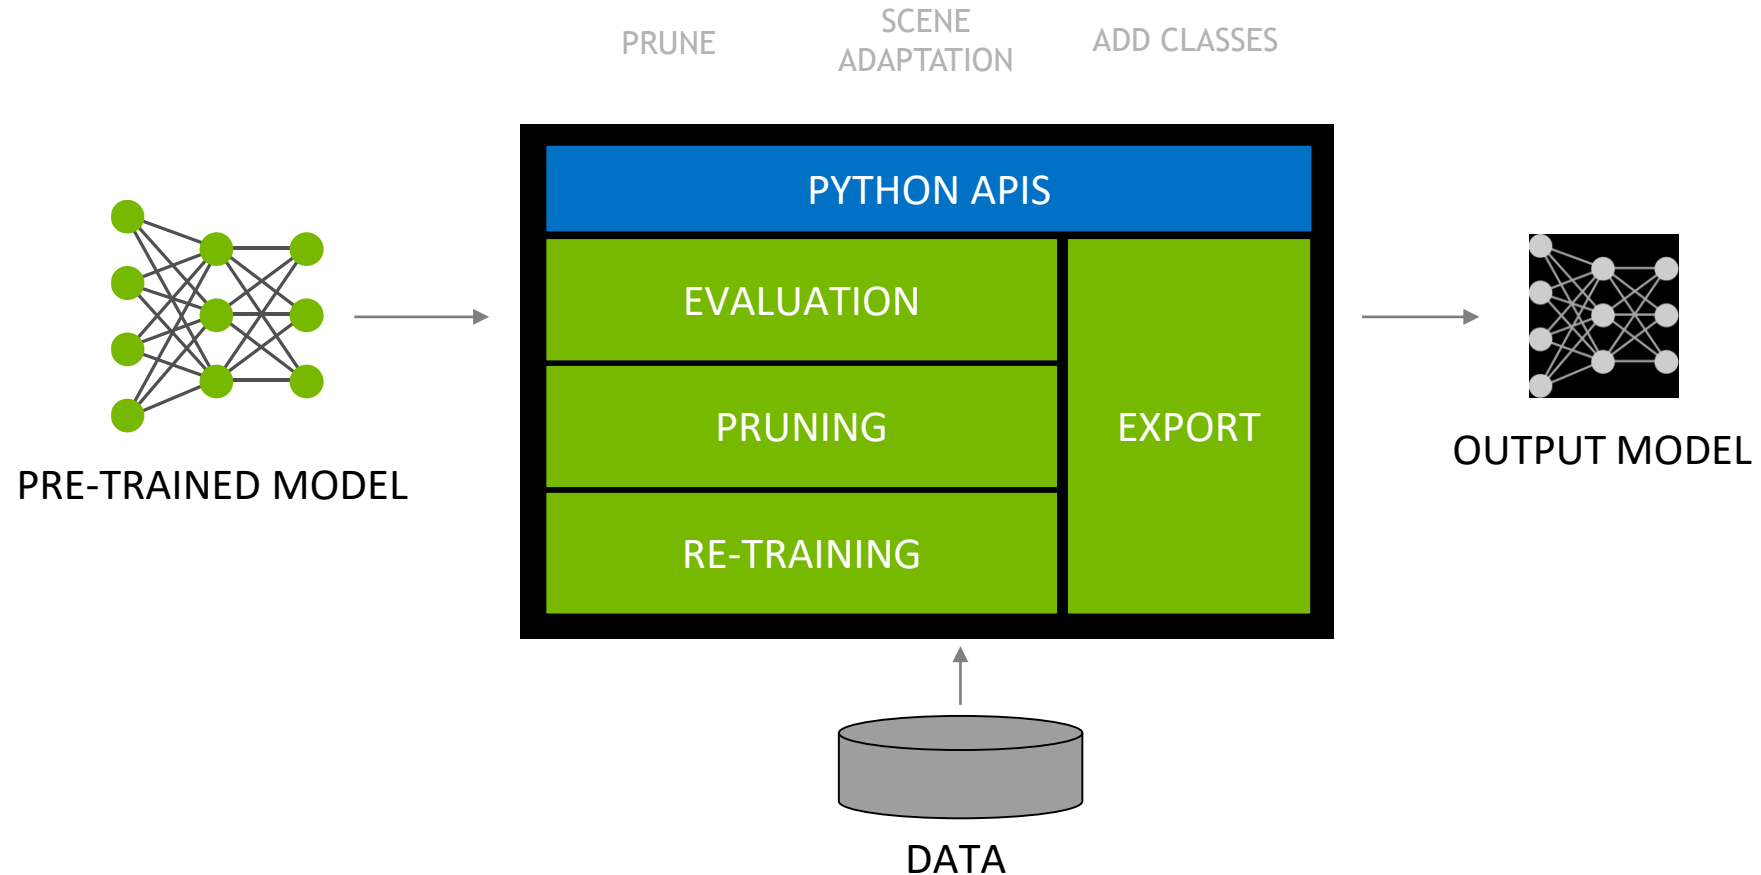 PRUNE
SCENE
ADAPTATION
ADD CLASSES
PYTHON APIS
EVALUATION
PRUNING
EXPORT
RE-TRAINING
PRE-TRAINED MODEL
OUTPUT MODEL
DATA